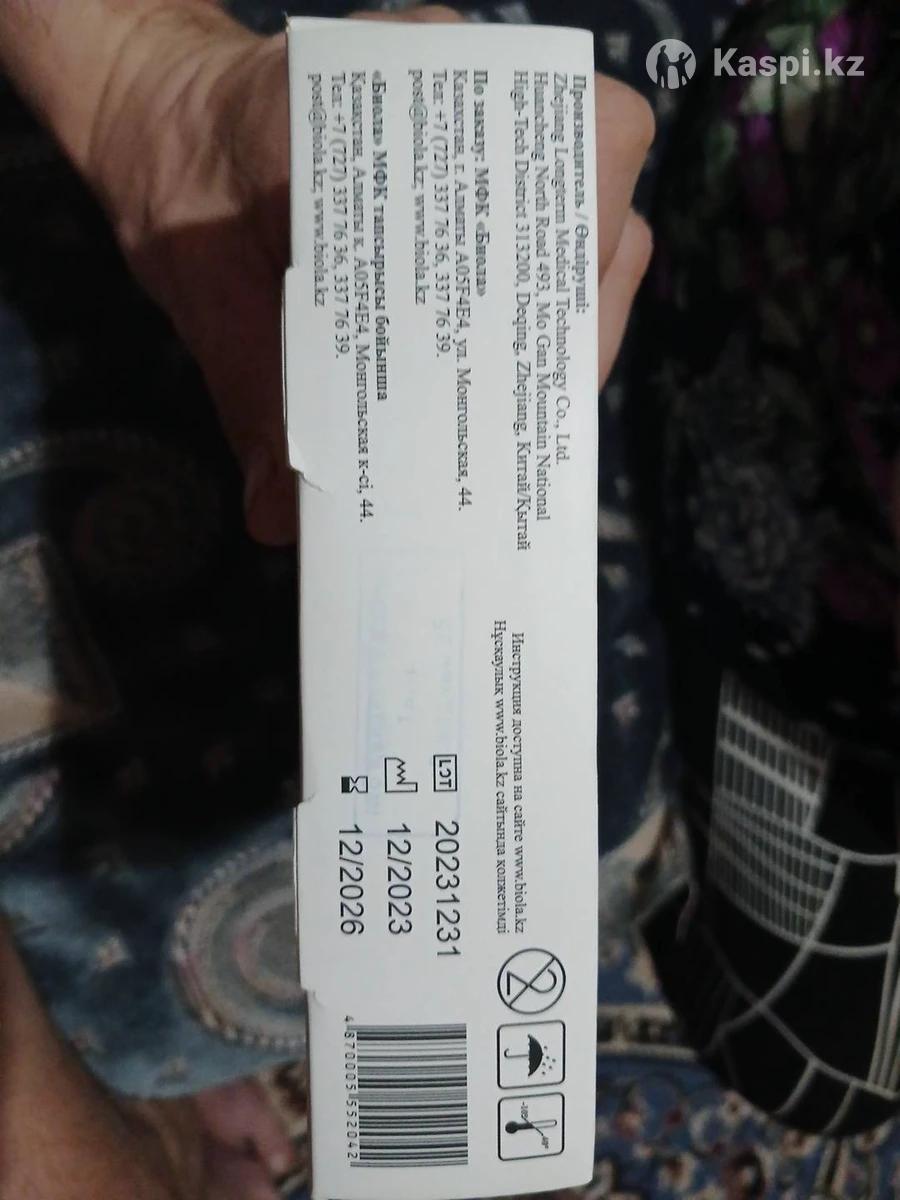 Kaspi.kz
Производитель / Өндіруші:
Zhejiang Longterm Medical Technology Co., Ltd.
Huancheng North Road 493, Mo Gan Mountain National
High-Tech District 313200, Deqing, Zhejiang, Китай/Қытай
По заказу: МФК «Биола»
Казахстан, г. Алматы A05F4E4, ул. Монгольская, 44.
Тел: +7 (727) 337 76 36, 337 76 39.
post@biola.kz; www.biola.kz
«Биола» МФК тапсырысы бойынша
Қазақстан, Алматы к, A05F4E4, Монгольская к-сі, 44.
Тел: +7 (727) 337 76 36, 337 76 39.
post@biola.kz; www.biola.kz
Инструкция доступна на сайте www.biola.kz
Нұсқаулық www.biola.kz сайтында қолжетімді
LOT 20231231
12/2023
12/2026
2
4870005552042